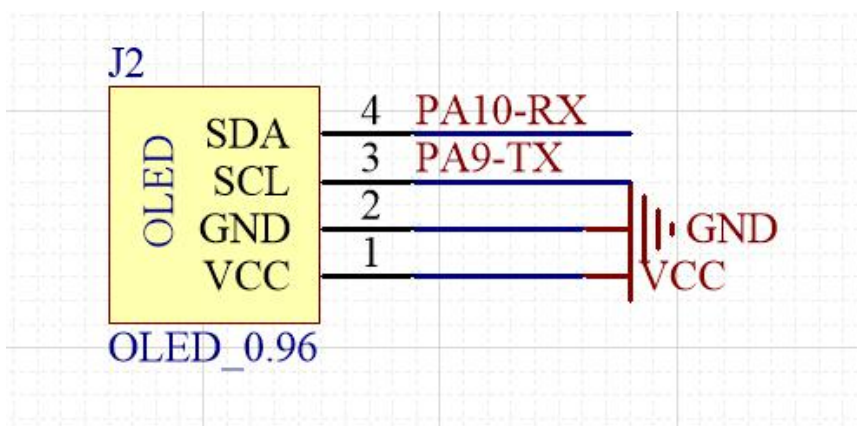 J2
SDA 4 PA10-RX
SCL 3 PA9-TX
GND 2 GND
VCC 1 VCC
OLED
OLED_0.96